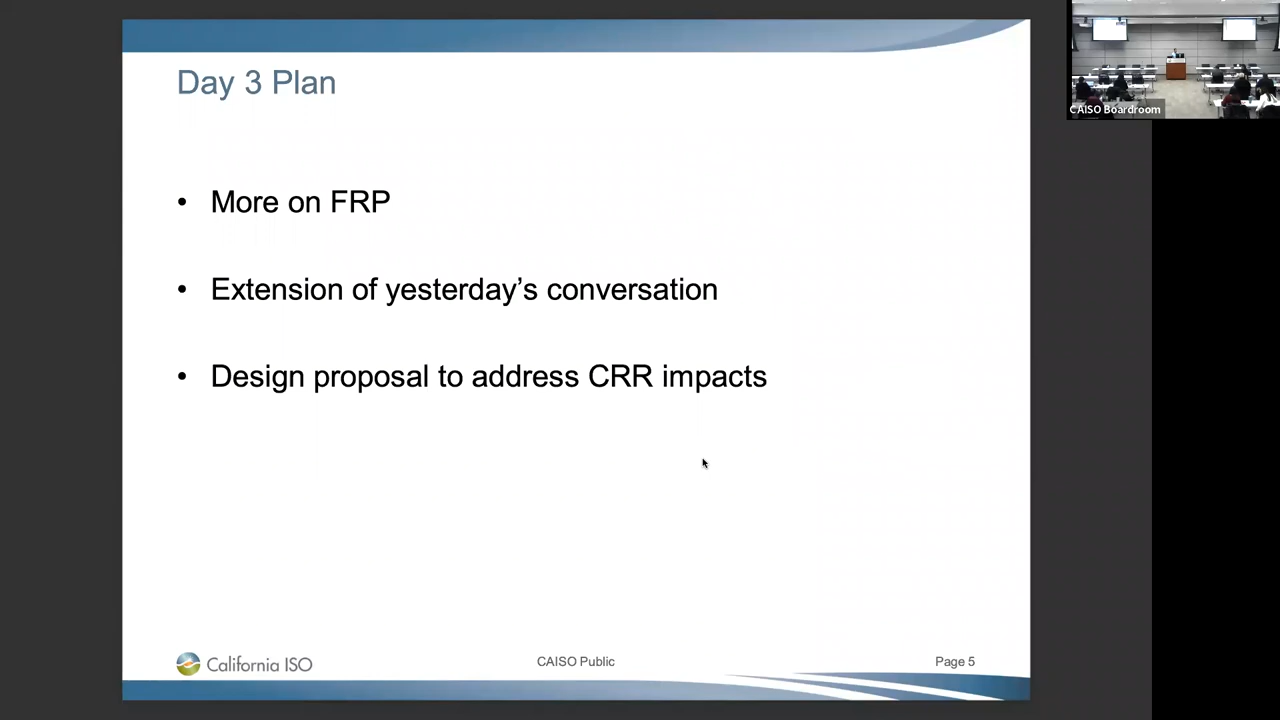 Day 3 Plan
• More on FRP
• Extension of yesterday’s conversation
• Design proposal to address CRR impacts
California ISO
CAISO Public
Page 5
CAISO Boardroom